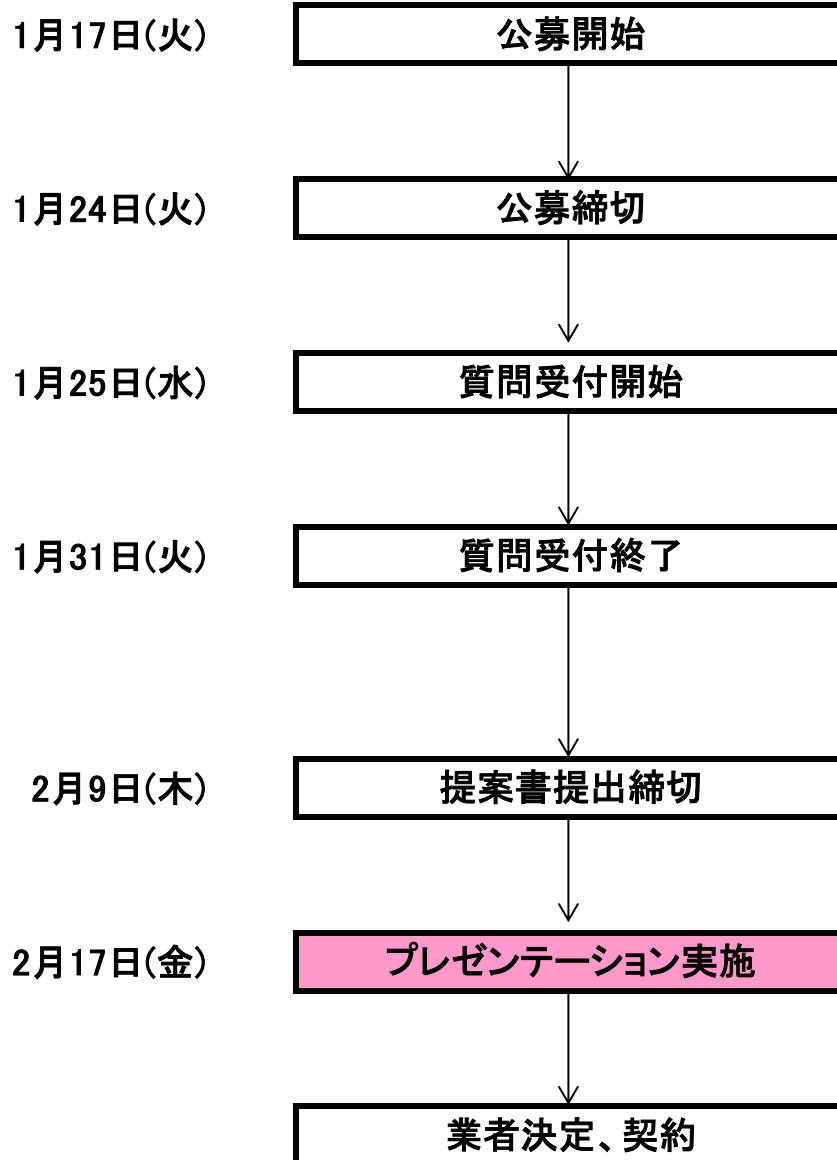 1月17日(火) 公募開始
1月24日(火) 公募締切
1月25日(水) 質問受付開始
1月31日(火) 質問受付終了
2月9日(木) 提案書提出締切
2月17日(金) プレゼンテーション実施
業者決定、契約